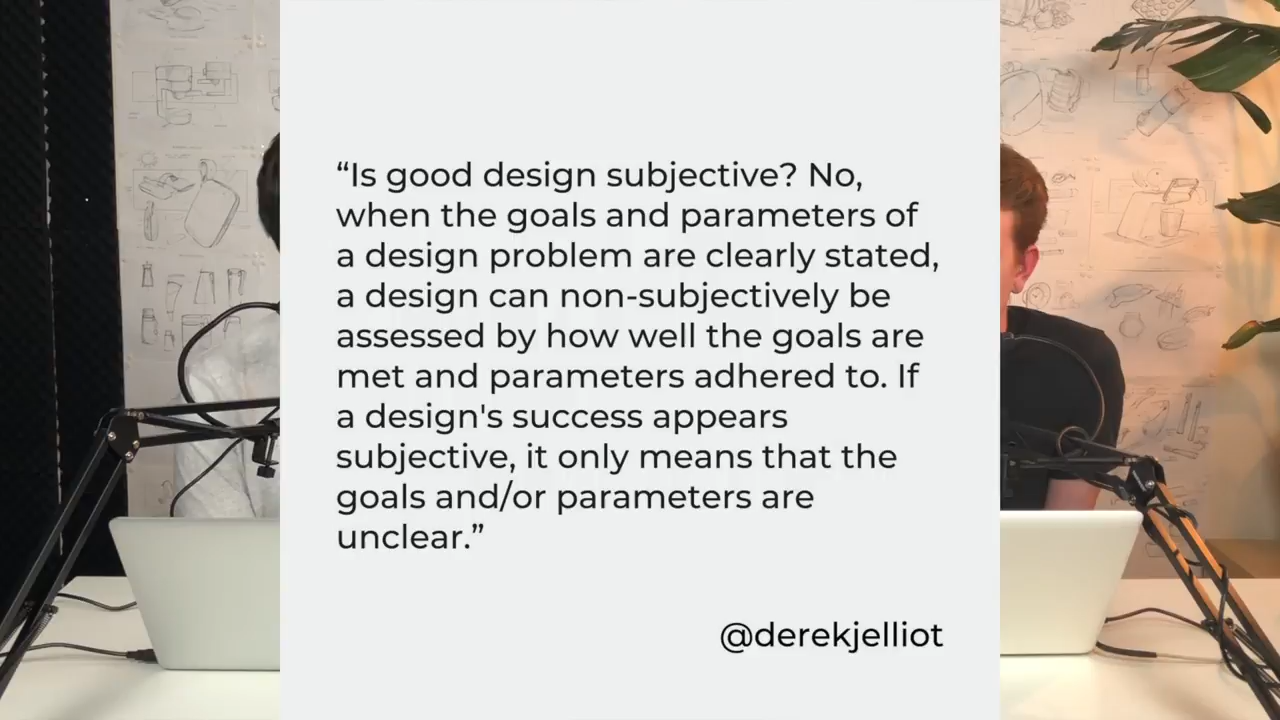 “Is good design subjective? No,
when the goals and parameters of
a design problem are clearly stated,
a design can non-subjectively be
assessed by how well the goals are
met and parameters adhered to. If
a design's success appears
subjective, it only means that the
goals and/or parameters are
unclear.”
@derekjelliot